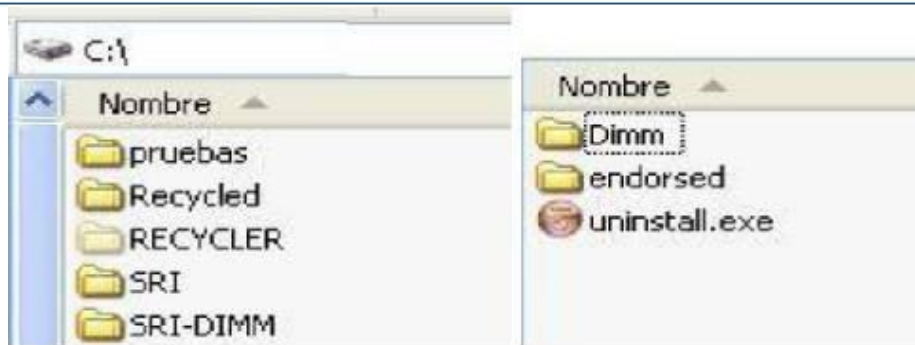 C:\
Nombre
pruebas
Recycled
RECYCLER
SRI
SRI-DIMM
Nombre
Dimm
endorsed
uninstall.exe